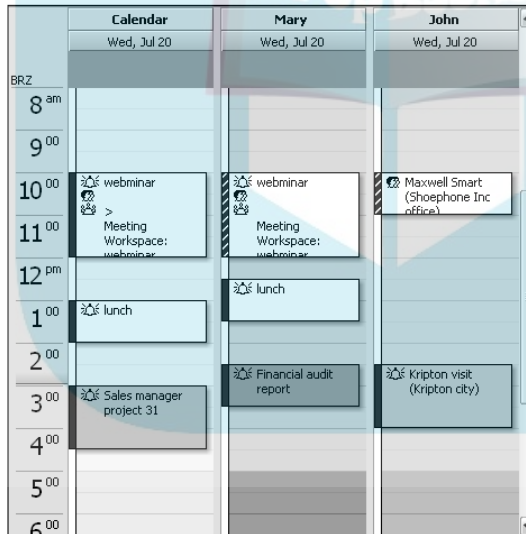 Calendar
Mary
John
Wed, Jul 20
Wed, Jul 20
Wed, Jul 20
BRZ
8 am
9 00
10 00
11 00
12 pm
1 00
2 00
3 00
4 00
5 00
6 00
webminar
>
Meeting
Workspace:
webminar
lunch
Sales manager
project 31
webminar
Meeting
Workspace:
webminar
lunch
Financial audit
report
Maxwell Smart
(Shoephone Inc
office)
Kripton visit
(Kripton city)